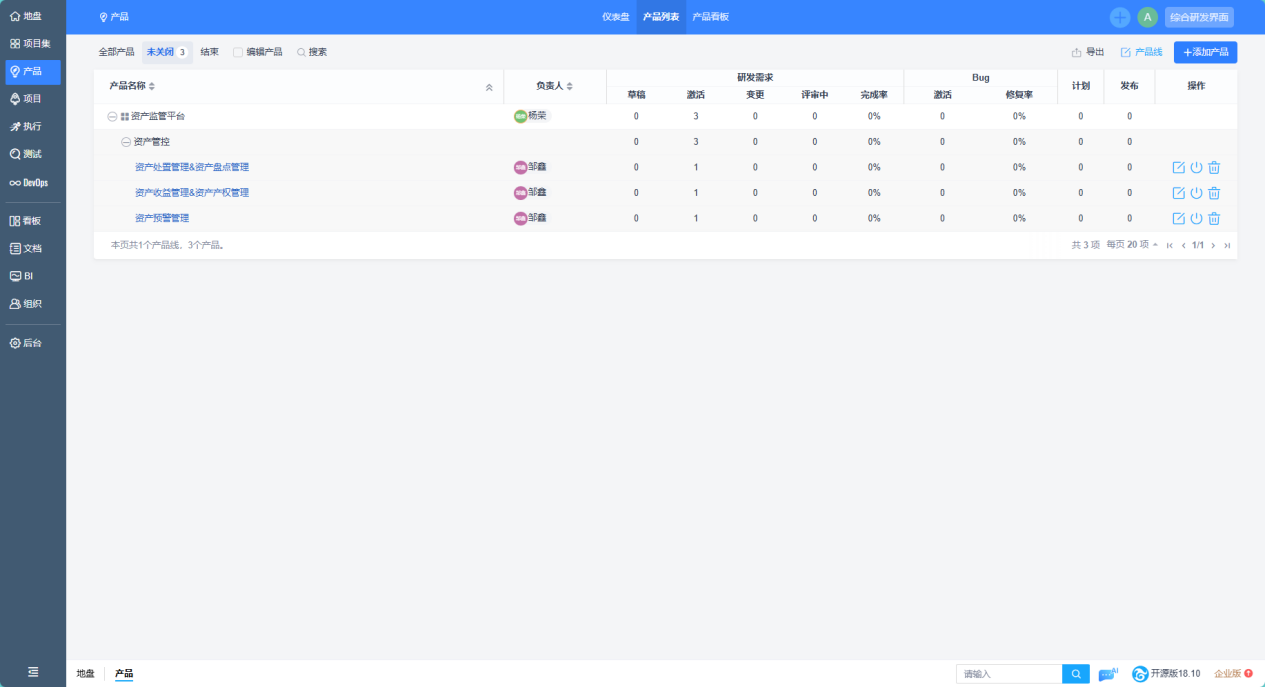 地盘
项目集
产品
项目
执行
测试
DevOps
看板
文档
BI
组织
后台
产品
仪表盘 产品列表 产品看板
A 综合研发界面
全部产品 未关闭 3 结束 编辑产品 搜索
导出 产品线 +添加产品
产品名称 负责人 研发需求 Bug 计划 发布 操作
草稿 激活 变更 评审中 完成率 激活 修复率
资产监管平台 杨荣 0 3 0 0 0% 0 0% 0 0
资产管控 0 3 0 0 0% 0 0% 0 0
资产处置管理&资产盘点管理 邹鑫 0 1 0 0 0% 0 0% 0 0
资产收益管理&资产产权管理 邹鑫 0 1 0 0 0% 0 0% 0 0
资产预警管理 邹鑫 0 1 0 0 0% 0 0% 0 0
本页共1个产品线，3个产品。
共 3 项 每页 20 项 1/1
地盘 产品
请输入 AI 开源版18.10 企业版